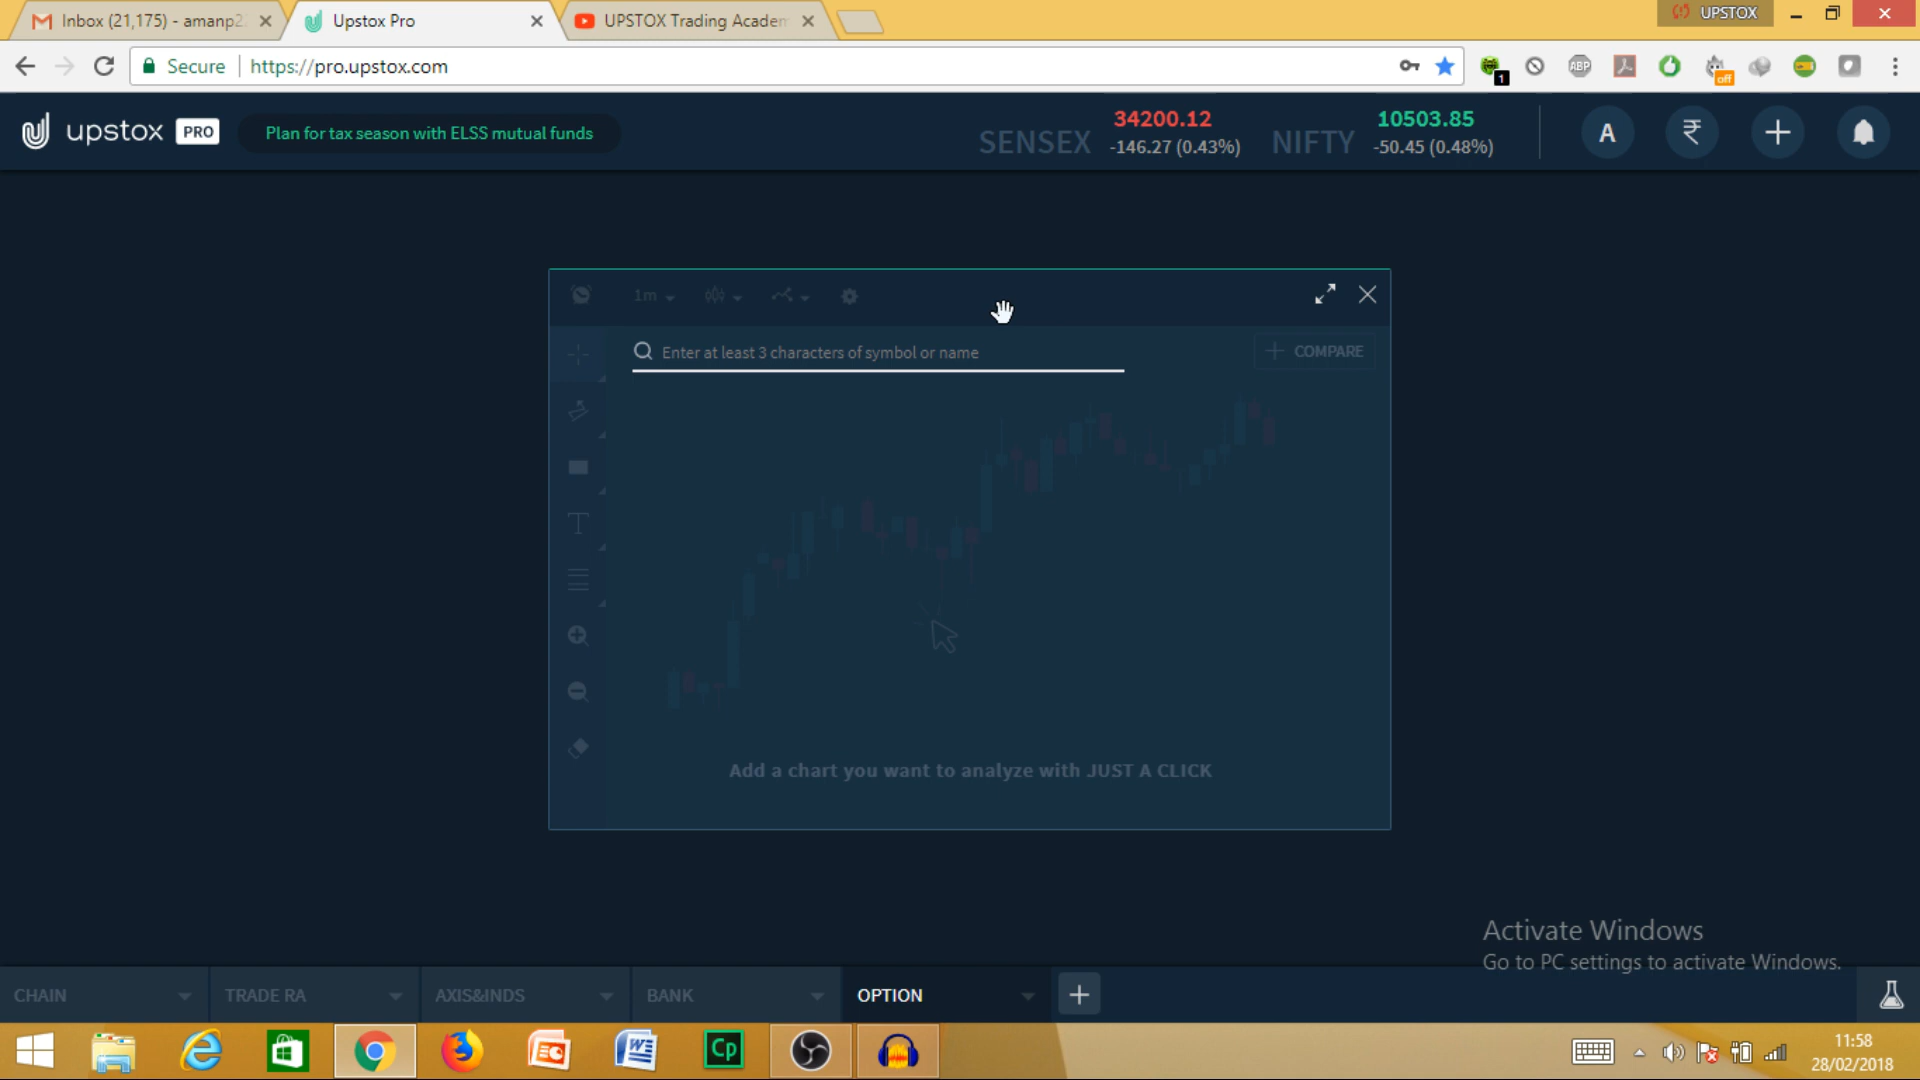 Inbox (21,175) - amanp2
Upstox Pro
UPSTOX Trading Academ
UPSTOX
Secure
https://pro.upstox.com
1
ABP
off
upstox PRO
Plan for tax season with ELSS mutual funds
SENSEX
34200.12
-146.27 (0.43%)
NIFTY
10503.85
-50.45 (0.48%)
A
₹
1m
Enter at least 3 characters of symbol or name
COMPARE
T
Add a chart you want to analyze with JUST A CLICK
Activate Windows
Go to PC settings to activate Windows.
CHAIN
TRADE RA
AXIS&INDS
BANK
OPTION
Cp
11:58
28/02/2018